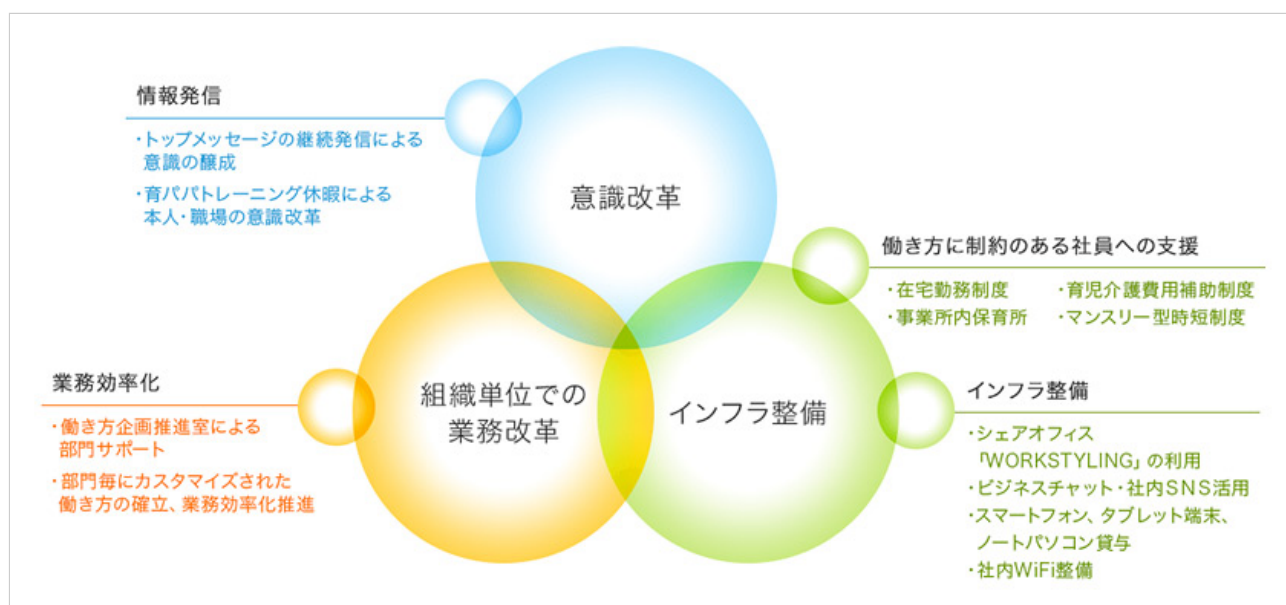 情報発信
・トップメッセージの継続発信による
意識の醸成
・育パパトレーニング休暇による
本人・職場の意識改革
意識改革
働き方に制約のある社員への支援
・在宅勤務制度 ・育児介護費用補助制度
・事業所内保育所 ・マンスリー型時短制度
業務効率化
・働き方企画推進室による
部門サポート
・部門毎にカスタマイズされた
働き方の確立、業務効率化推進
組織単位での
業務改革
インフラ整備
インフラ整備
・シェアオフィス
「WORKSTYLING」の利用
・ビジネスチャット・社内SNS活用
・スマートフォン、タブレット端末、
ノートパソコン貸与
・社内WiFi整備